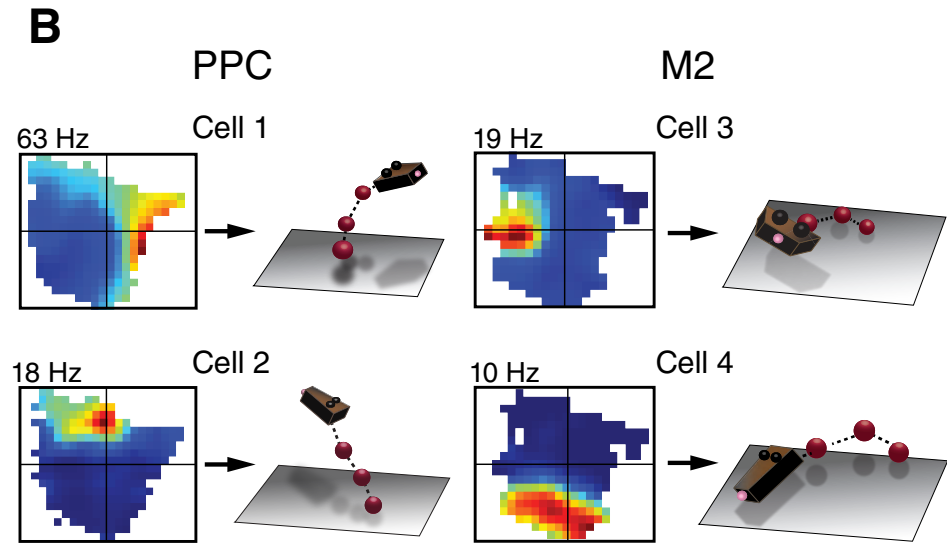 B
PPC
M2
Cell 1
63 Hz
Cell 3
19 Hz
Cell 2
18 Hz
Cell 4
10 Hz